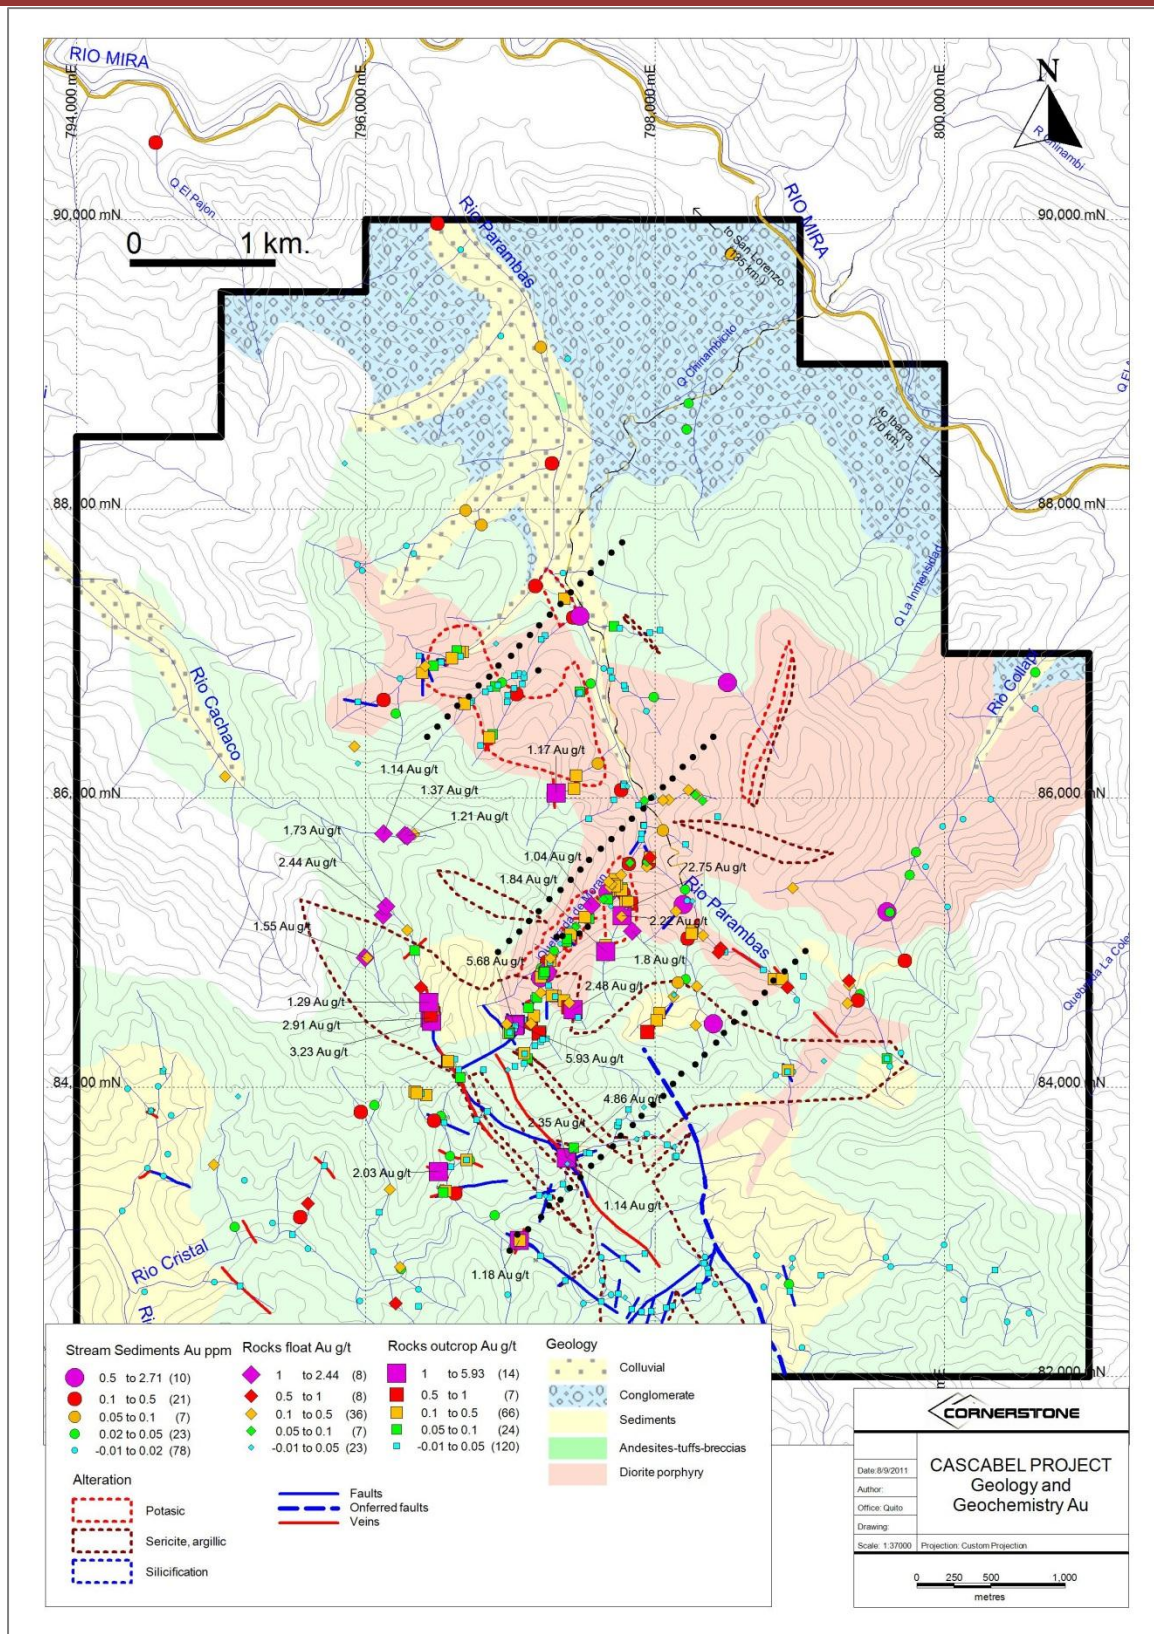 RIO MIRA
794,000 mE
796,000 mE
798,000 mE
800,000 mE
N
R Chinambi
Q El Pajon
90,000 mN
90,000 mN
Rio Parambas
RIO MIRA
to San Lorenzo
0 1 km.
Q Chinambicito
to Ibarra
(70 km.)
88,000 mN
Q La Inmensidad
Rio Cachaco
Rio Collapi
1.17 Au g/t
1.14 Au g/t
86,000 mN
86,000 mN
1.37 Au g/t
1.21 Au g/t
1.73 Au g/t
2.44 Au g/t
1.04 Au g/t
1.84 Au g/t
2.75 Au g/t
Quebrada de Moran
Rio Parambas
1.55 Au g/t
2.22 Au g/t
5.68 Au g/t
1.8 Au g/t
2.48 Au g/t
1.29 Au g/t
2.91 Au g/t
3.23 Au g/t
5.93 Au g/t
84,000 mN
84,000 mN
4.86 Au g/t
2.35 Au g/t
2.03 Au g/t
1.14 Au g/t
Rio Cristal
1.18 Au g/t
82,000 mN
Stream Sediments Au ppm
0.5 to 2.71 (10)
0.1 to 0.5 (21)
0.05 to 0.1 (7)
0.02 to 0.05 (23)
-0.01 to 0.02 (78)
Rocks float Au g/t
1 to 2.44 (8)
0.5 to 1 (8)
0.1 to 0.5 (36)
0.05 to 0.1 (7)
-0.01 to 0.05 (23)
Rocks outcrop Au g/t
1 to 5.93 (14)
0.5 to 1 (7)
0.1 to 0.5 (66)
0.05 to 0.1 (24)
-0.01 to 0.05 (120)
Geology
Colluvial
Conglomerate
Sediments
Andesites-tuffs-breccias
Diorite porphyry
Alteration
Potasic
Sericite, argillic
Silicification
Faults
Onferred faults
Veins
CORNERSTONE
Date:8/9/2011
Author:
Office: Quito
Drawing:
Scale: 1:37000
CASCABEL PROJECT
Geology and
Geochemistry Au
Projection: Custom Projection
0 250 500 1,000
metres